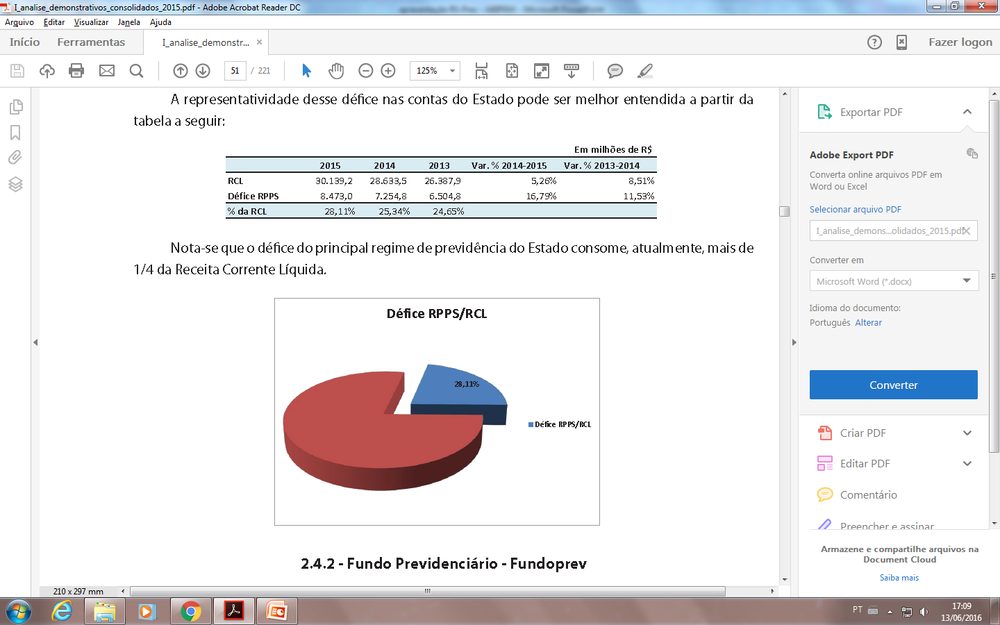 I_analise_demonstrativos_consolidados_2015.pdf - Adobe Acrobat Reader DC
Arquivo Editar Visualizar Janela Ajuda
Início Ferramentas I_analise_demonstr... × Fazer logon
51 / 221 125%
A representatividade desse défice nas contas do Estado pode ser melhor entendida a partir da
tabela a seguir:
Em milhões de R$
2015 2014 2013 Var. % 2014-2015 Var. % 2013-2014
RCL 30.139,2 28.633,5 26.387,9 5,26% 8,51%
Défice RPPS 8.473,0 7.254,8 6.504,8 16,79% 11,53%
% da RCL 28,11% 25,34% 24,65%
Nota-se que o défice do principal regime de previdência do Estado consome, atualmente, mais de
1/4 da Receita Corrente Líquida.
Défice RPPS/RCL
28,11%
Défice RPPS/RCL
2.4.2 - Fundo Previdenciário - Fundoprev
210 x 297 mm
Exportar PDF
Adobe Export PDF
Converta online arquivos PDF em
Word ou Excel
Selecionar arquivo PDF
I_analise_demons...olidados_2015.pdf
Converter em
Microsoft Word (*.docx)
Idioma do documento:
Português Alterar
Converter
Criar PDF
Editar PDF
Comentário
Preencher e assinar
Armazene e compartilhe arquivos na
Document Cloud
Saiba mais
PT
17:09
13/06/2016